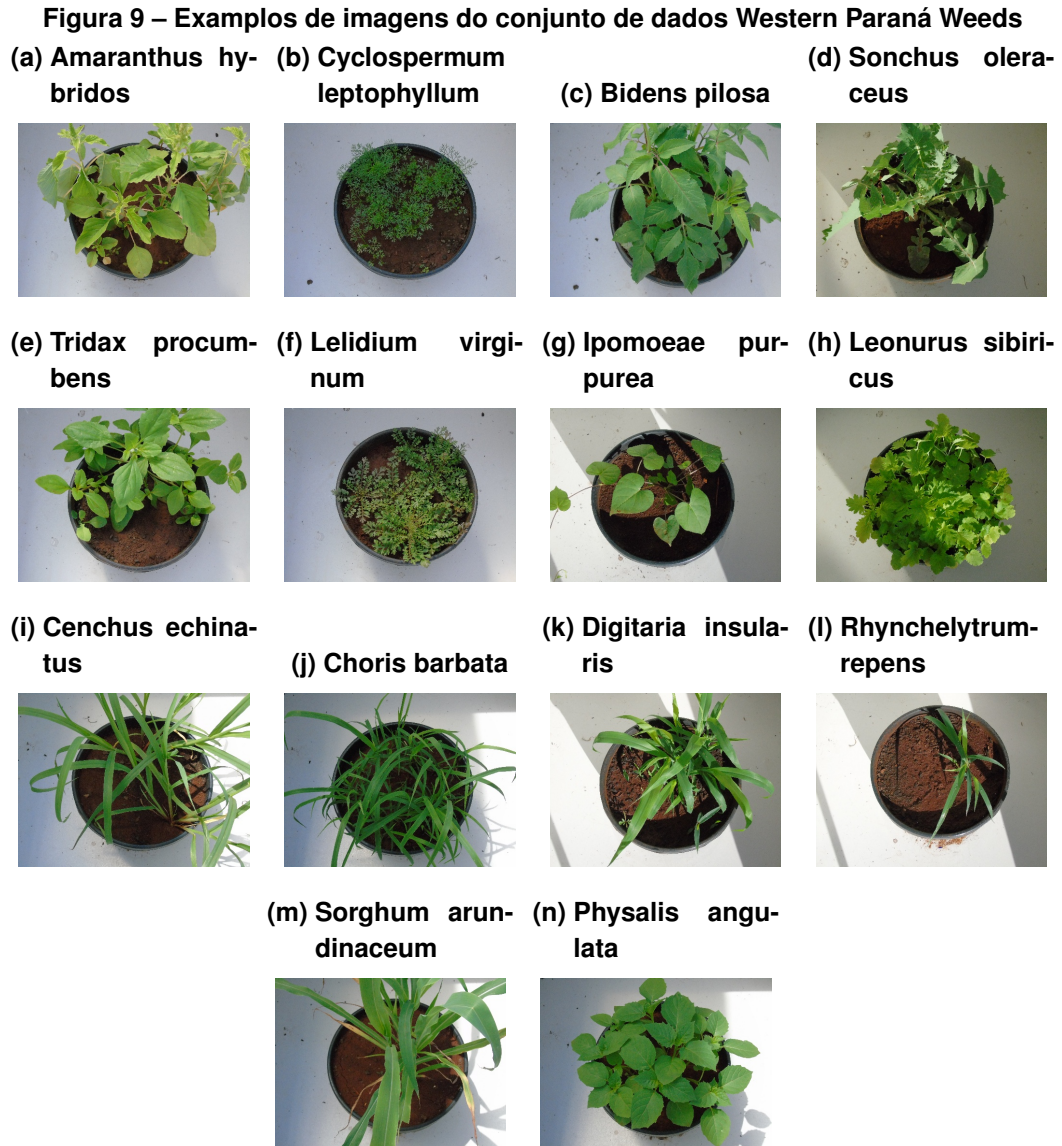 Figura 9 – Exemplos de imagens do conjunto de dados Western Paraná Weeds
(a) Amaranthus hy-
bridos
(b) Cyclospermum
leptophyllum
(c) Bidens pilosa
(d) Sonchus olera-
ceus
(e) Tridax procum-
bens
(f) Lelidium virgi-
num
(g) Ipomoeae pur-
purea
(h) Leonurus sibiri-
cus
(i) Cenchus echina-
tus
(j) Choris barbata
(k) Digitaria insula-
ris
(l) Rhynchelytrum-
repens
(m) Sorghum arun-
dinaceum
(n) Physalis angu-
lata